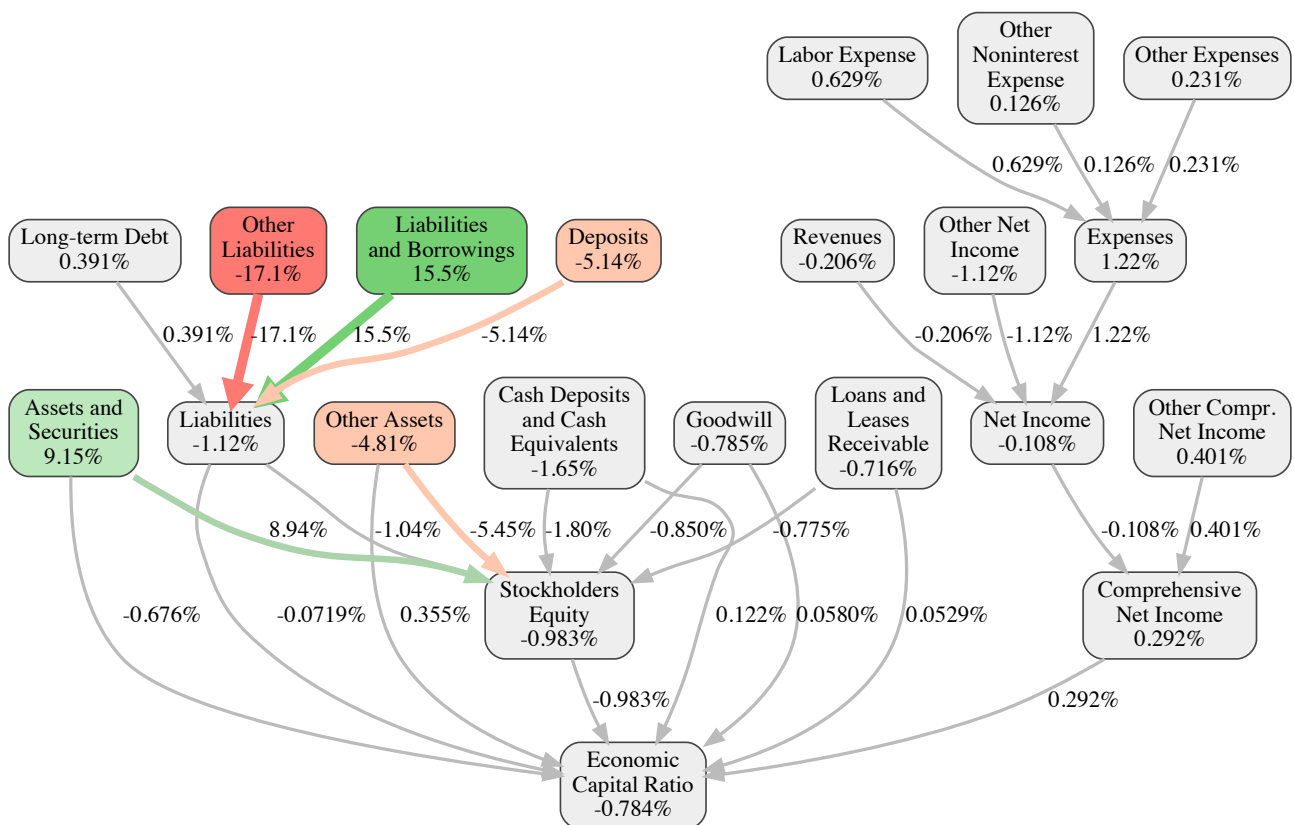 Labor Expense
0.629%
Other
Noninterest
Expense
0.126%
Other Expenses
0.231%
0.629%
0.126%
0.231%
Long-term Debt
0.391%
Other
Liabilities
-17.1%
Liabilities
and Borrowings
15.5%
Deposits
-5.14%
Revenues
-0.206%
Other Net
Income
-1.12%
Expenses
1.22%
0.391%
-17.1%
15.5%
-5.14%
-0.206%
-1.12%
1.22%
Assets and
Securities
9.15%
Liabilities
-1.12%
Other Assets
-4.81%
Cash Deposits
and Cash
Equivalents
-1.65%
Goodwill
-0.785%
Loans and
Leases
Receivable
-0.716%
Net Income
-0.108%
Other Compr.
Net Income
0.401%
8.94%
-1.04%
-5.45%
-1.80%
-0.850%
-0.775%
-0.108%
0.401%
-0.676%
-0.0719%
0.355%
Stockholders
Equity
-0.983%
0.122%
0.0580%
0.0529%
Comprehensive
Net Income
0.292%
-0.983%
0.292%
Economic
Capital Ratio
-0.784%